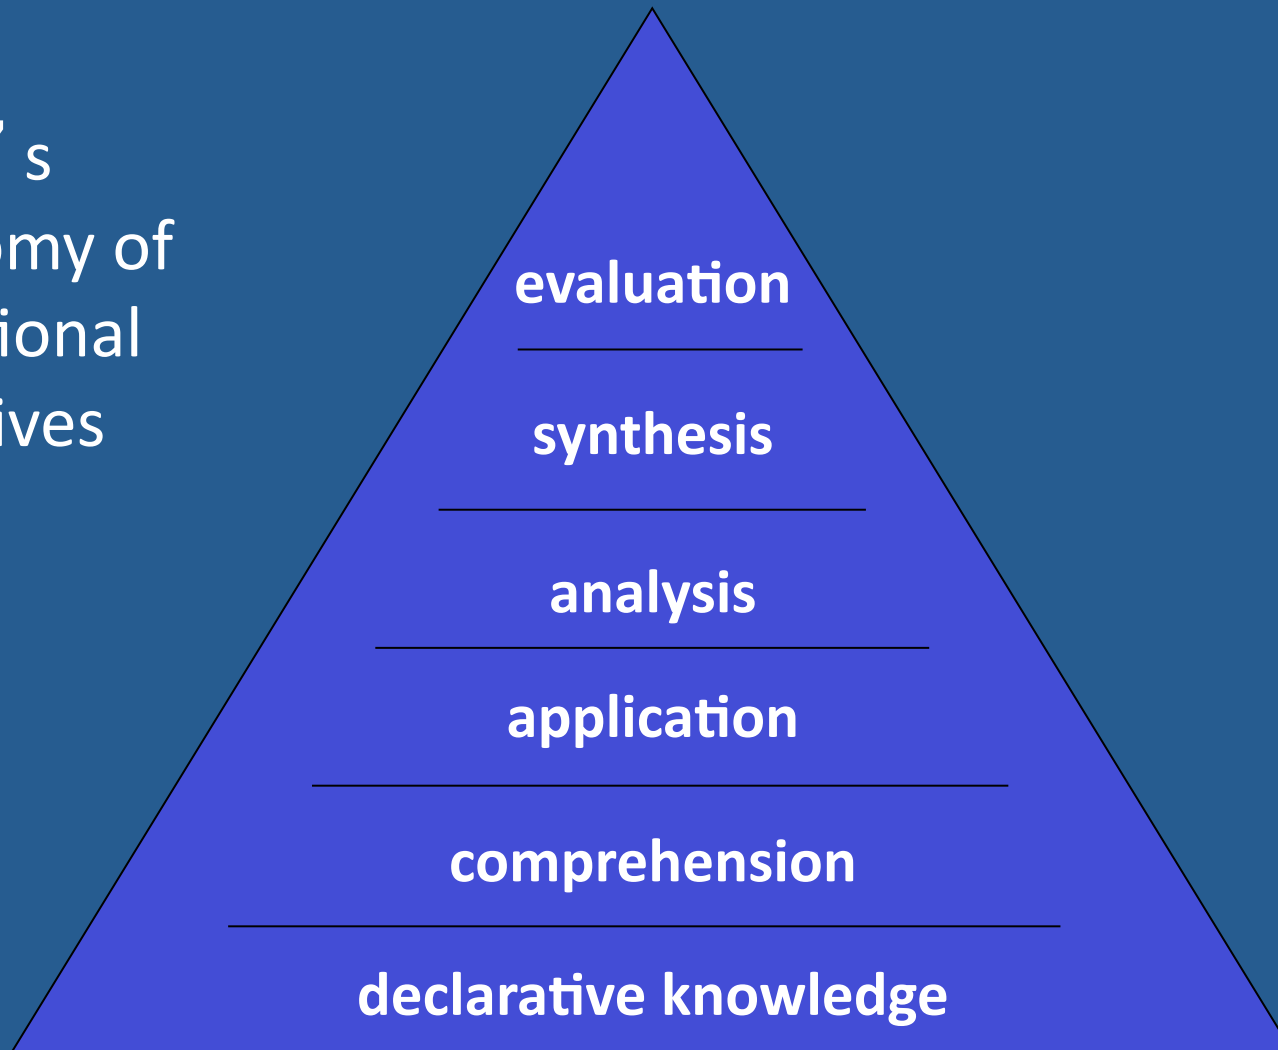 ’s
omy of
ional
ives
evaluation
synthesis
analysis
application
comprehension
declarative knowledge